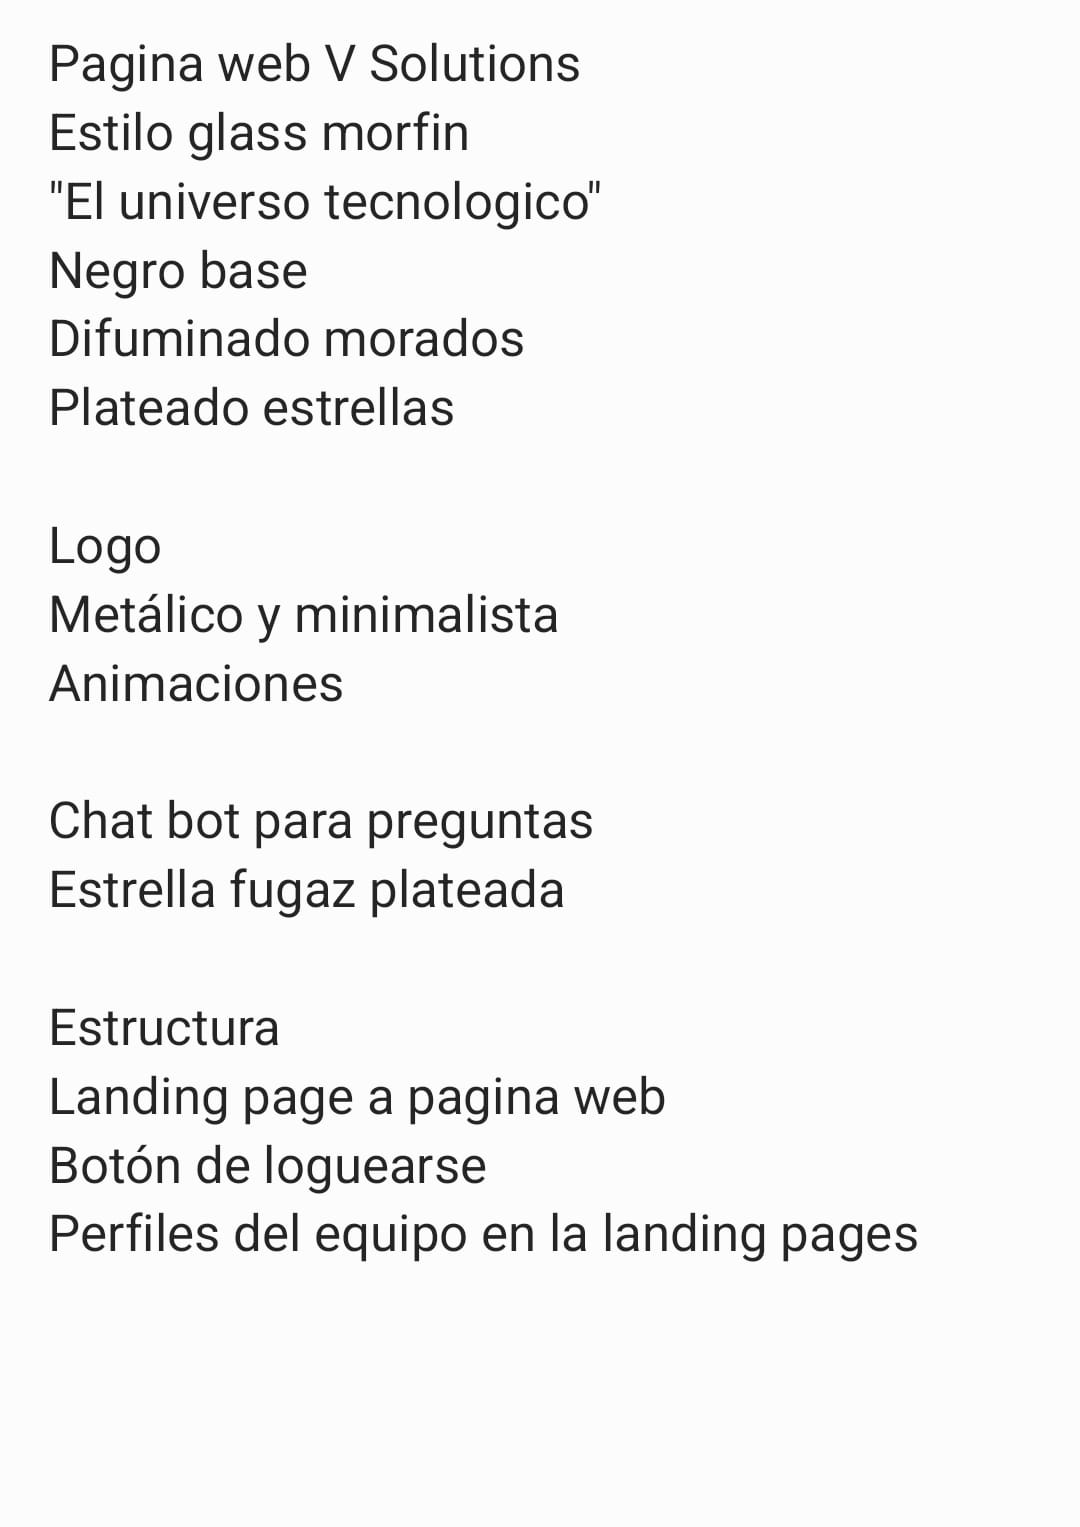 Pagina web V Solutions
Estilo glass morfin
"El universo tecnologico"
Negro base
Difuminado morados
Plateado estrellas
Logo
Metálico y minimalista
Animaciones
Chat bot para preguntas
Estrella fugaz plateada
Estructura
Landing page a pagina web
Botón de loguearse
Perfiles del equipo en la landing pages